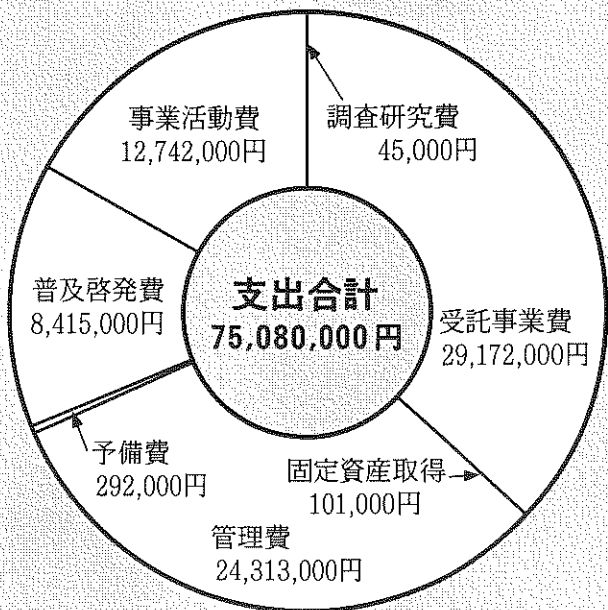 事業活動費
12,742,000円
調査研究費
45,000円
普及啓発費
8,415,000円
支出合計
75,080,000円
受託事業費
29,172,000円
予備費
292,000円
固定資産取得
101,000円
管理費
24,313,000円